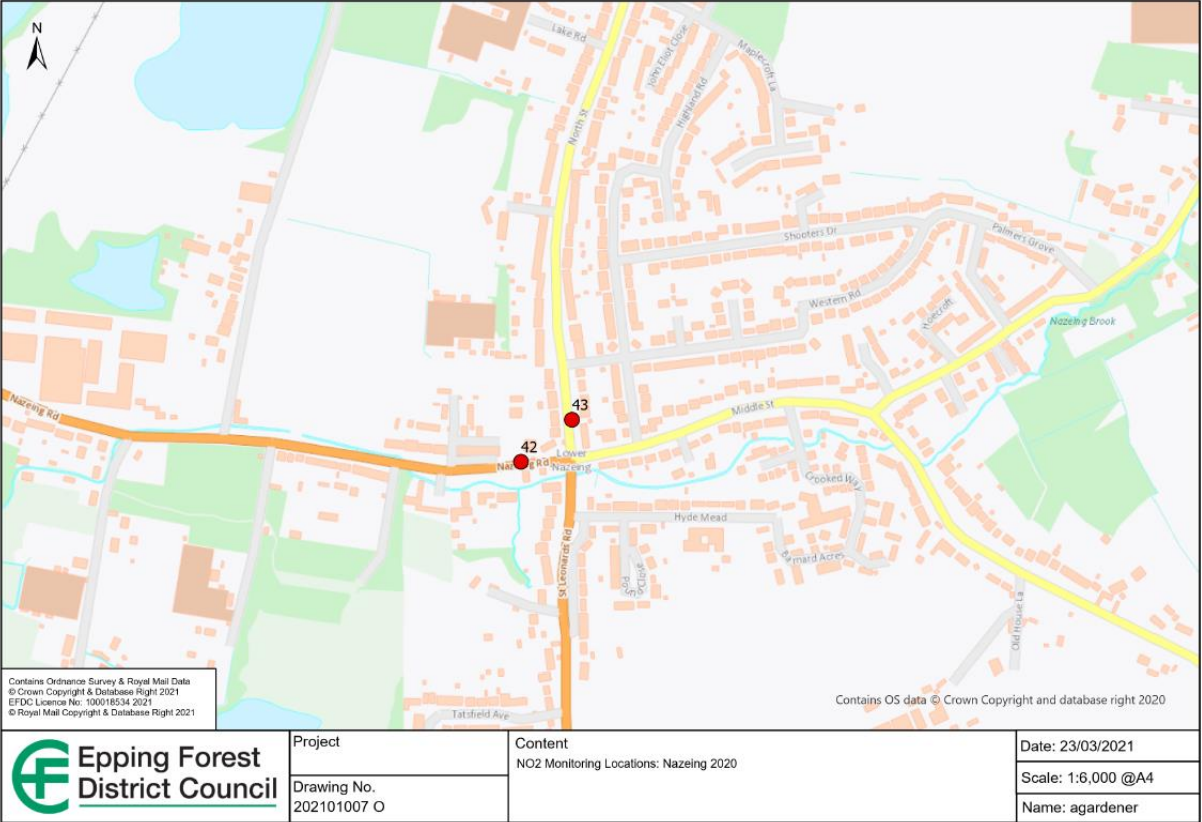 N
Lake Rd
John Eliot Close
Maplecroft La
Highland Rd
North St
Shooters Dr
Palmers Grove
Western Rd
Hoecroft
Nazeing Brook
Nazeing Rd
43
Middle St
42
Lower
Nazeing
Nazeing Rd
Crooked Way
Hyde Mead
Barnard Acres
St Leonards Rd
Close
Old House La
Tatsfield Ave
Contains OS data © Crown Copyright and database right 2020
Contains Ordnance Survey & Royal Mail Data
© Crown Copyright & Database Right 2021
EFDC Licence No: 100018534 2021
© Royal Mail Copyright & Database Right 2021
Epping Forest
District Council
Project
Drawing No.
202101007 O
Content
NO2 Monitoring Locations: Nazeing 2020
Date: 23/03/2021
Scale: 1:6,000 @A4
Name: agardener